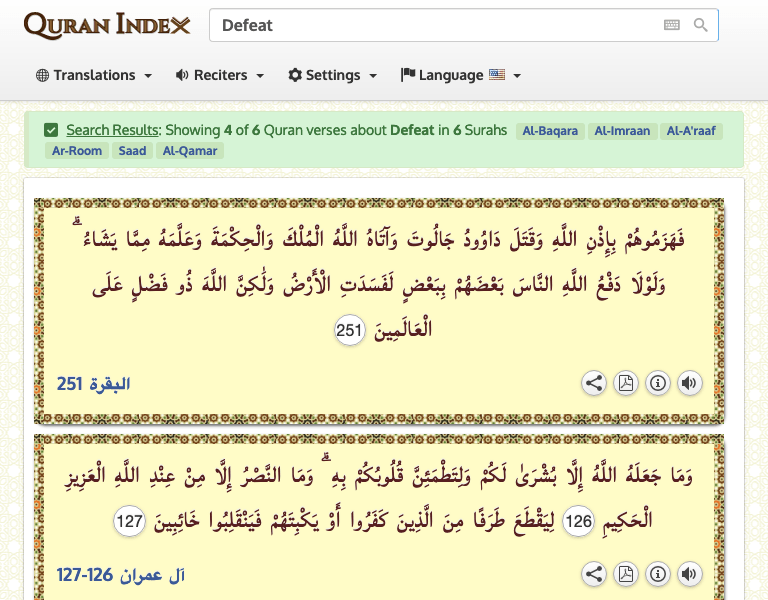 QURAN INDEX
Defeat
Translations
Reciters
Settings
Language
Search Results: Showing 4 of 6 Quran verses about Defeat in 6 Surahs Al-Baqara Al-Imraan Al-A'raaf
Ar-Room Saad Al-Qamar
فَهَزَمُوهُمْ بِإِذْنِ اللَّهِ وَقَتَلَ دَاوُودُ جَالُوتَ وَآتَاهُ اللَّهُ الْمُلْكَ وَالْحِكْمَةَ وَعَلَّمَهُ مِمَّا يَشَاءُ ۗ
وَلَوْلَا دَفْعُ اللَّهِ النَّاسَ بَعْضَهُمْ بِبَعْضٍ لَفَسَدَتِ الْأَرْضُ وَلَٰكِنَّ اللَّهَ ذُو فَضْلٍ عَلَى
الْعَالَمِينَ 251
البقرة 251
وَمَا جَعَلَهُ اللَّهُ إِلَّا بُشْرَىٰ لَكُمْ وَلِتَطْمَئِنَّ قُلُوبُكُمْ بِهِ ۗ وَمَا النَّصْرُ إِلَّا مِنْ عِنْدِ اللَّهِ الْعَزِيزِ
الْحَكِيمِ 126 لِيَقْطَعَ طَرَفًا مِنَ الَّذِينَ كَفَرُوا أَوْ يَكْبِتَهُمْ فَيَنْقَلِبُوا خَائِبِينَ 127
آل عمران 126-127